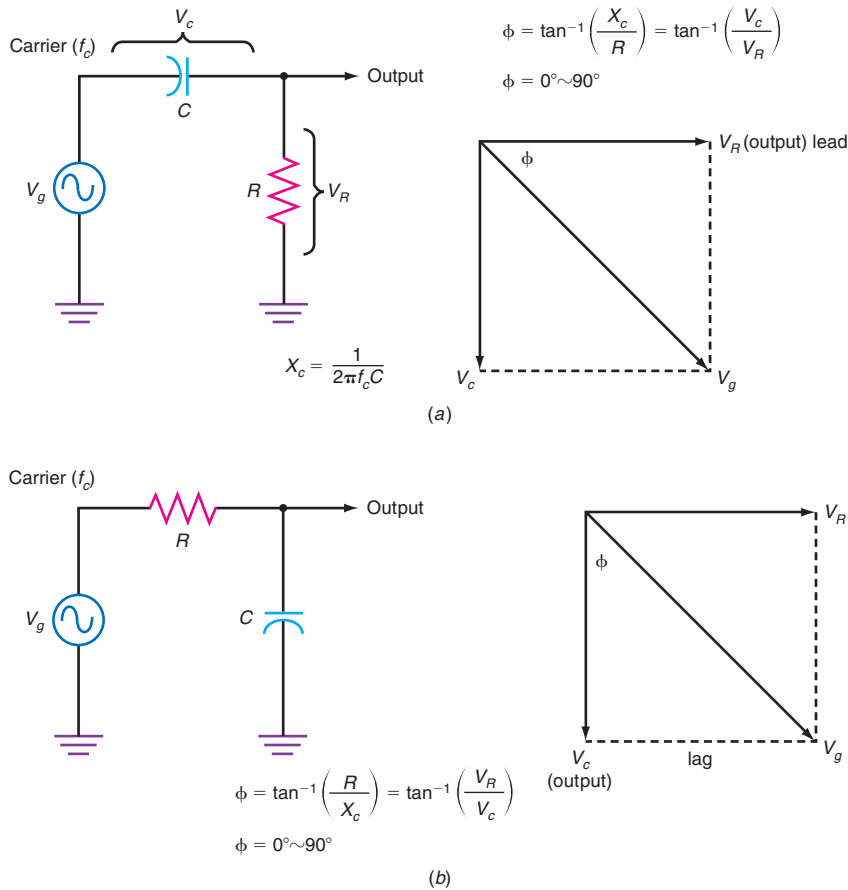 V_c
Carrier (f_c)
Output
C
V_g
R
V_R
X_c = 1/(2πf_cC)
ϕ = tan⁻¹(X_c/R) = tan⁻¹(V_c/V_R)
ϕ = 0°~90°
V_R (output) lead
ϕ
V_c
V_g
(a)
Carrier (f_c)
Output
R
V_g
C
V_R
ϕ
V_c
(output)
lag
V_g
ϕ = tan⁻¹(R/X_c) = tan⁻¹(V_R/V_c)
ϕ = 0°~90°
(b)